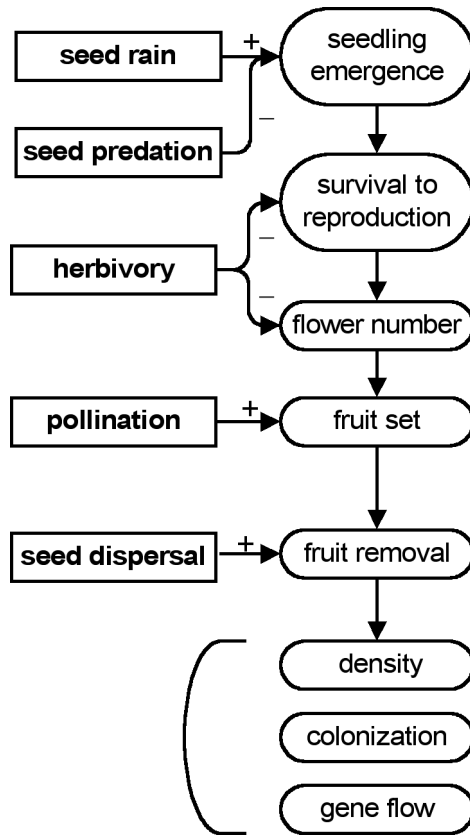 seed rain
+
seedling
emergence
seed predation
–
survival to
reproduction
herbivory
–
–
flower number
pollination
+
fruit set
seed dispersal
+
fruit removal
density
colonization
gene flow